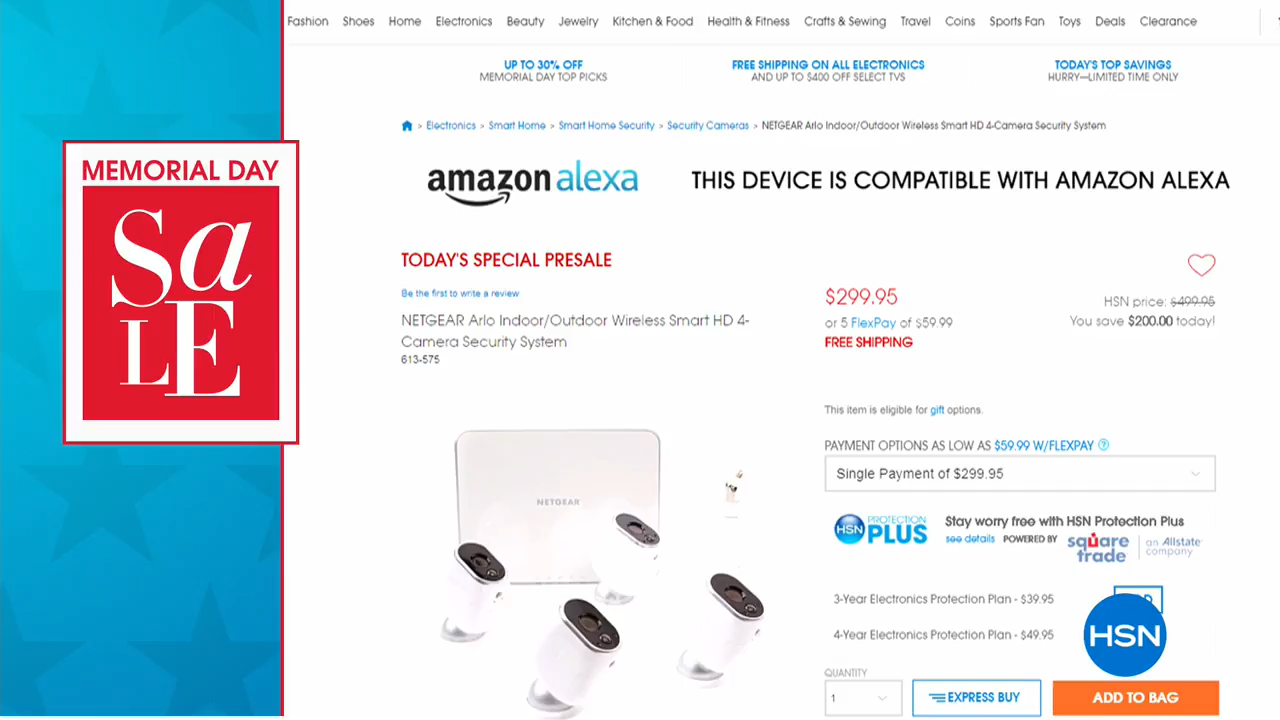 Fashion Shoes Home Electronics Beauty Jewelry Kitchen & Food Health & Fitness Crafts & Sewing Travel Coins Sports Fan Toys Deals Clearance
UP TO 30% OFF
MEMORIAL DAY TOP PICKS
FREE SHIPPING ON ALL ELECTRONICS
AND UP TO $400 OFF SELECT TVS
TODAY'S TOP SAVINGS
HURRY—LIMITED TIME ONLY
Electronics > Smart Home > Smart Home Security > Security Cameras > NETGEAR Arlo Indoor/Outdoor Wireless Smart HD 4-Camera Security System
MEMORIAL DAY
SaLE
amazon alexa
THIS DEVICE IS COMPATIBLE WITH AMAZON ALEXA
TODAY'S SPECIAL PRESALE
Be the first to write a review
NETGEAR Arlo Indoor/Outdoor Wireless Smart HD 4-
Camera Security System
613-575
$299.95
or 5 FlexPay of $59.99
FREE SHIPPING
HSN price: $499.95
You save $200.00 today!
This item is eligible for gift options.
PAYMENT OPTIONS AS LOW AS $59.99 W/FLEXPAY ?
Single Payment of $299.95
NETGEAR
HSN PROTECTION PLUS
Stay worry free with HSN Protection Plus
see details POWERED BY square trade an Allstate company
3-Year Electronics Protection Plan - $39.95
4-Year Electronics Protection Plan - $49.95
HSN
QUANTITY
1
EXPRESS BUY
ADD TO BAG